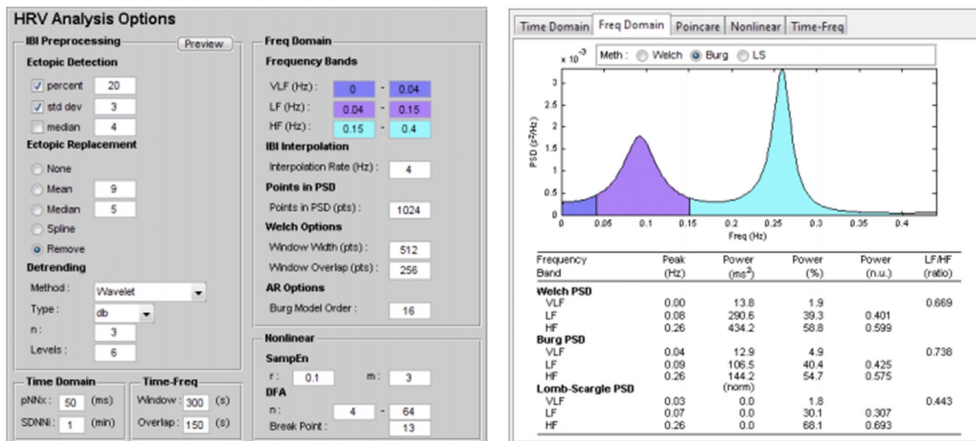 HRV Analysis Options
IBI Preprocessing
Preview
Ectopic Detection
percent 20
std dev 3
median 4
Ectopic Replacement
None
Mean 9
Median 5
Spline
Remove
Detrending
Method : Wavelet
Type : db
n : 3
Levels : 6
Time Domain
pNNx : 50 (ms)
SDNNi : 1 (min)
Time-Freq
Window : 300 (s)
Overlap : 150 (s)
Freq Domain
Frequency Bands
VLF (Hz) : 0 - 0.04
LF (Hz) : 0.04 - 0.15
HF (Hz) : 0.15 - 0.4
IBI Interpolation
Interpolation Rate (Hz) : 4
Points in PSD
Points in PSD (pts) : 1024
Welch Options
Window Width (pts) : 512
Window Overlap (pts) : 256
AR Options
Burg Model Order : 16
Nonlinear
SampEn
r : 0.1 m : 3
DFA
n : 4 - 64
Break Point : 13
Time Domain Freq Domain Poincare Nonlinear Time-Freq
x 10⁻³
Meth : Welch Burg LS
PSD (s²/Hz)
3
2.5
2
1.5
1
0.5
0
0 0.05 0.1 0.15 0.2 0.25 0.3 0.35 0.4
Freq (Hz)
Frequency Peak Power Power Power LF/HF
Band (Hz) (ms²) (%) (n.u.) (ratio)
Welch PSD
VLF 0.00 13.8 1.9 0.669
LF 0.08 290.6 39.3 0.401
HF 0.26 434.2 58.8 0.599
Burg PSD
VLF 0.04 12.9 4.9 0.738
LF 0.09 106.5 40.4 0.425
HF 0.26 144.2 54.7 0.575
Lomb-Scargle PSD (norm)
VLF 0.03 0.0 1.8 0.443
LF 0.07 0.0 30.1 0.307
HF 0.26 0.0 68.1 0.693